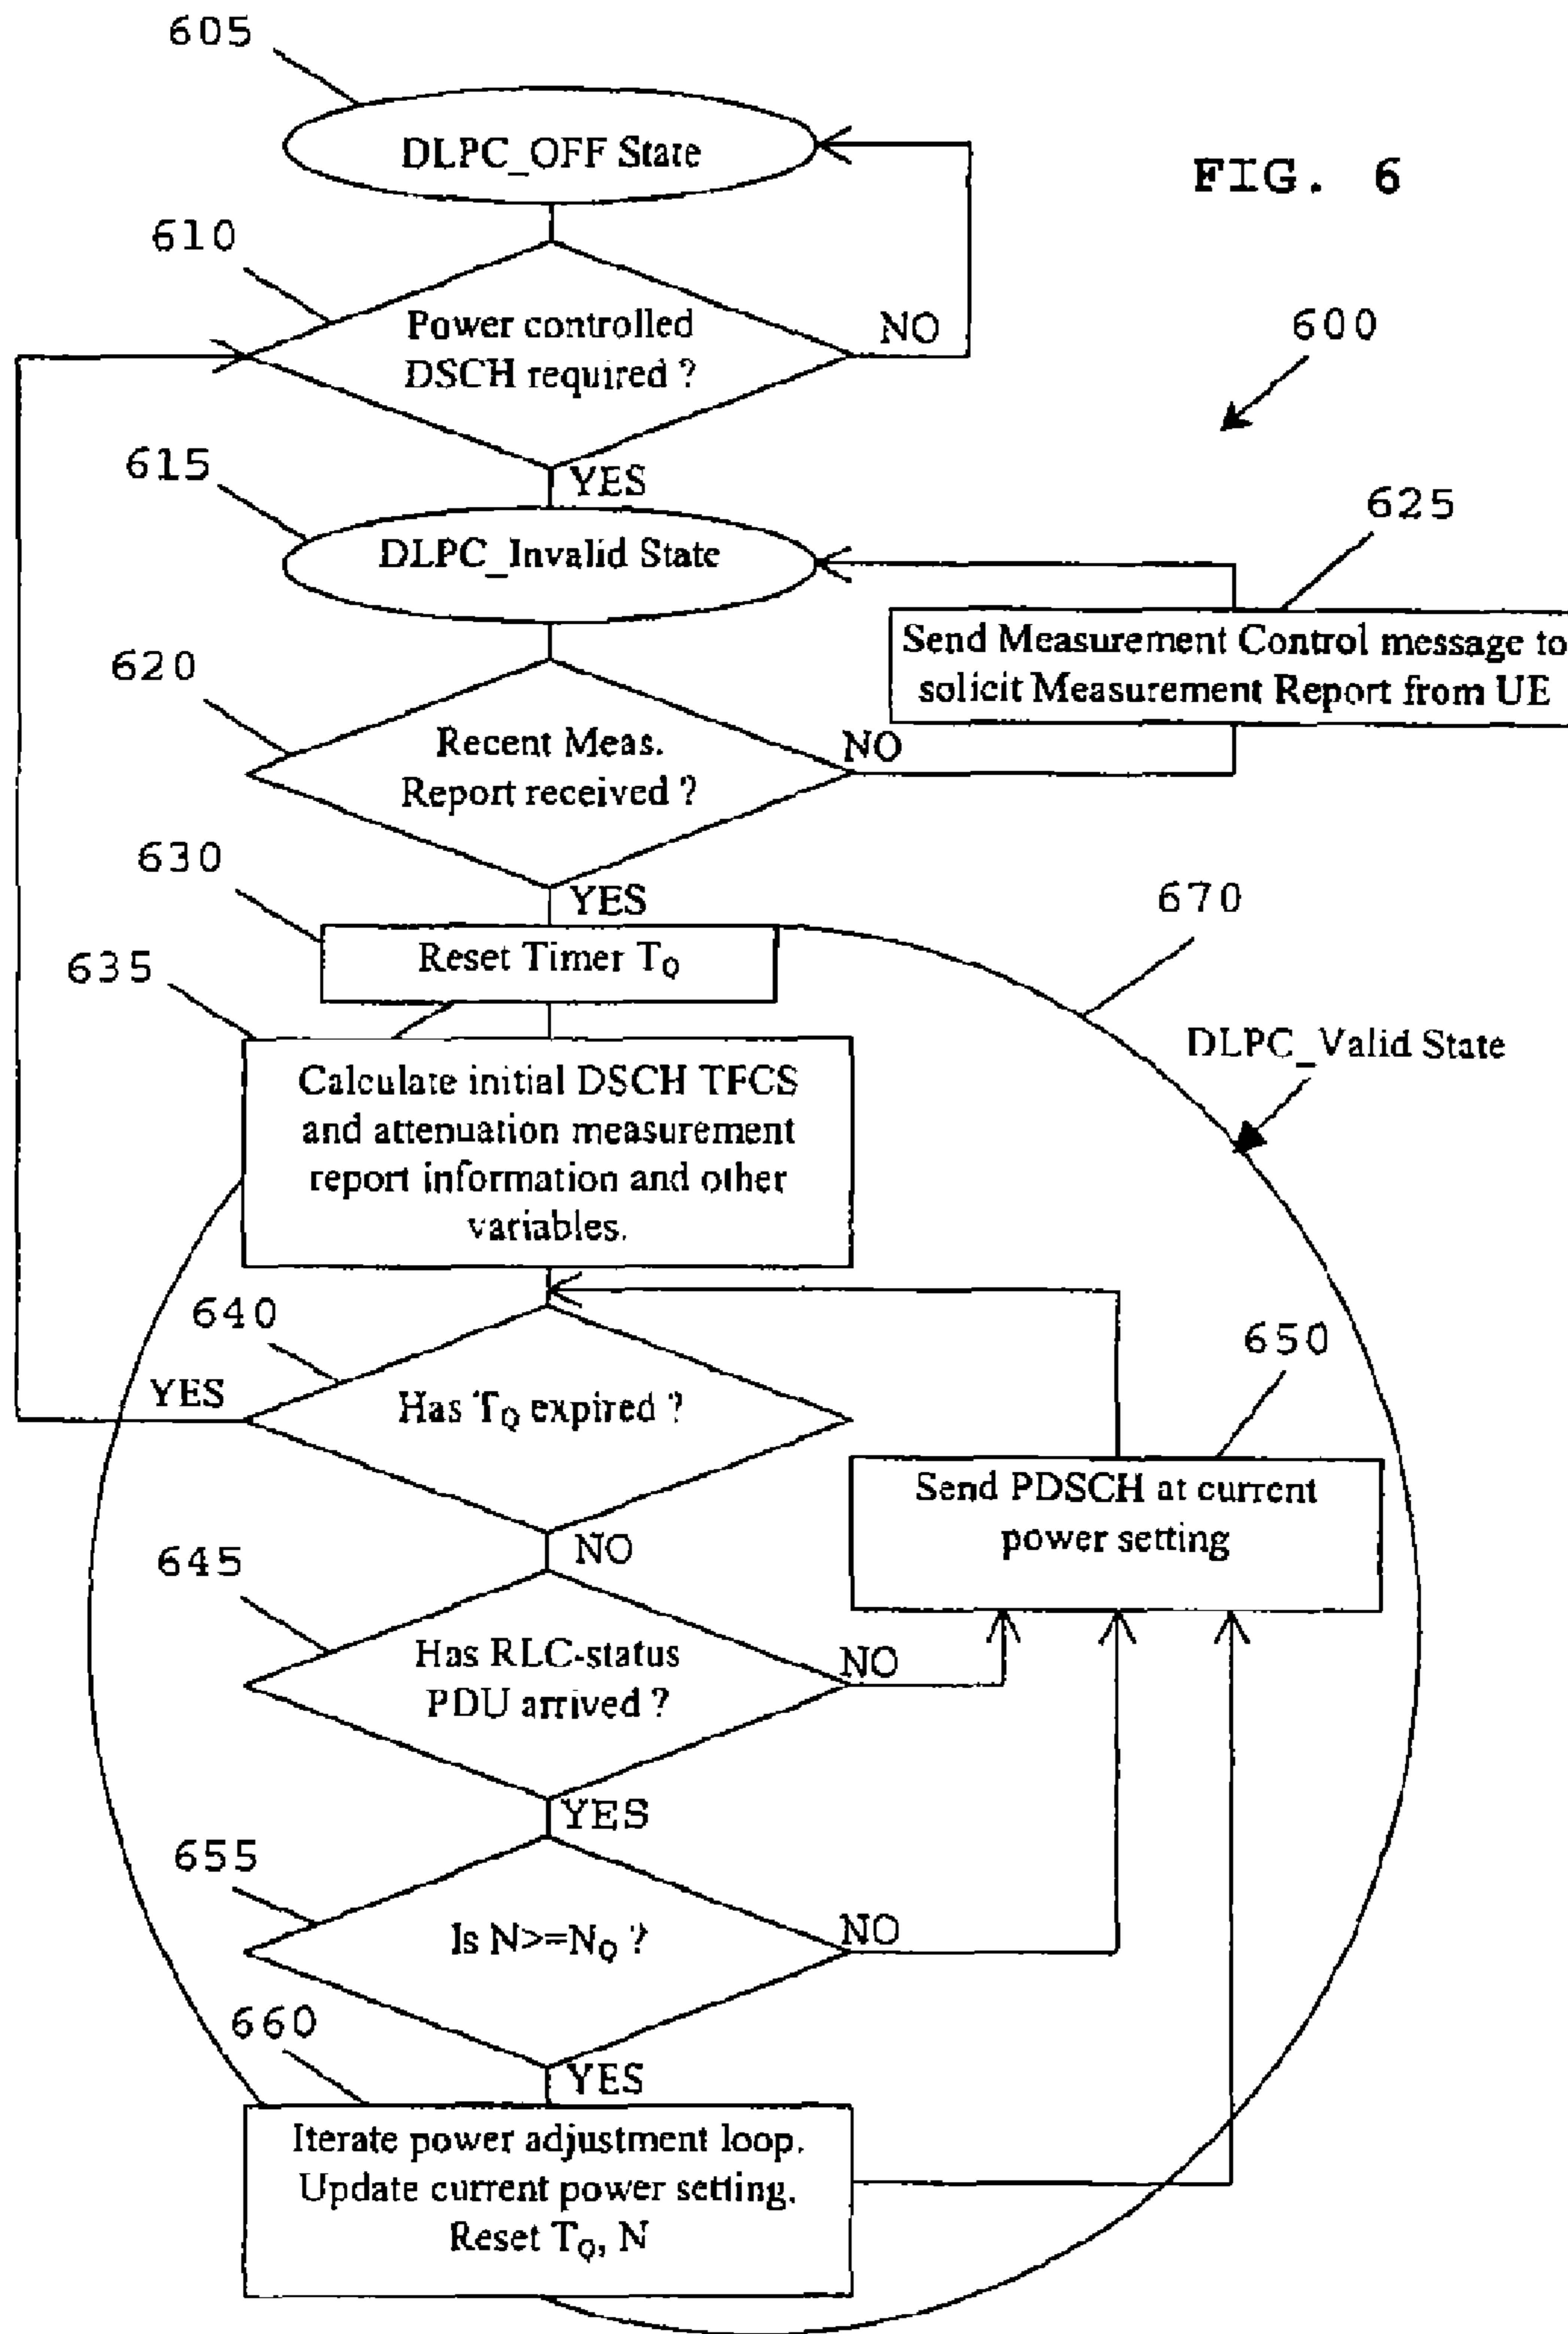 605
DLPC_OFF State
FIG. 6
610
Power controlled
DSCH required ?
NO
600
YES
615
DLPC_Invalid State
625
Send Measurement Control message to
solicit Measurement Report from UE
620
Recent Meas.
Report received ?
NO
YES
630
Reset Timer TQ
670
635
DLPC_Valid State
Calculate initial DSCH TFCS
and attenuation measurement
report information and other
variables.
640
Has TQ expired ?
YES
NO
650
Send PDSCH at current
power setting
645
Has RLC-status
PDU arrived ?
NO
YES
655
Is N>=NQ ?
NO
YES
660
Iterate power adjustment loop.
Update current power setting.
Reset TQ, N